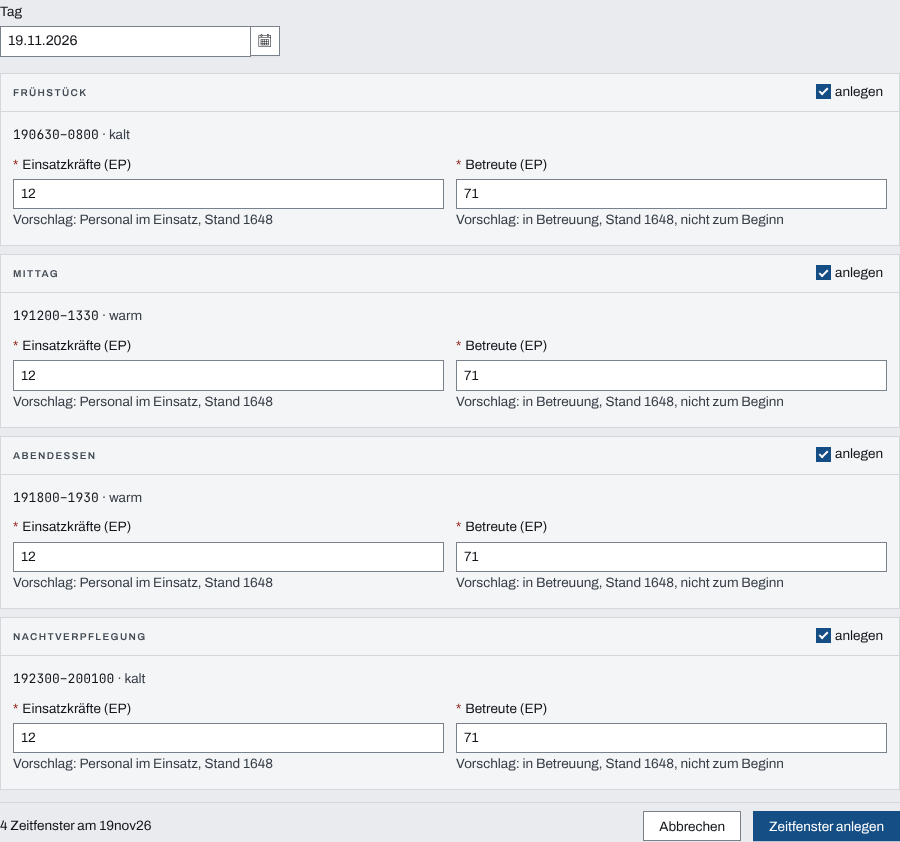 Tag
19.11.2026
FRÜHSTÜCK
anlegen
190630–0800 · kalt
* Einsatzkräfte (EP) * Betreute (EP)
12 71
Vorschlag: Personal im Einsatz, Stand 1648 Vorschlag: in Betreuung, Stand 1648, nicht zum Beginn
MITTAG
anlegen
191200–1330 · warm
* Einsatzkräfte (EP) * Betreute (EP)
12 71
Vorschlag: Personal im Einsatz, Stand 1648 Vorschlag: in Betreuung, Stand 1648, nicht zum Beginn
ABENDESSEN
anlegen
191800–1930 · warm
* Einsatzkräfte (EP) * Betreute (EP)
12 71
Vorschlag: Personal im Einsatz, Stand 1648 Vorschlag: in Betreuung, Stand 1648, nicht zum Beginn
NACHTVERPFLEGUNG
anlegen
192300–200100 · kalt
* Einsatzkräfte (EP) * Betreute (EP)
12 71
Vorschlag: Personal im Einsatz, Stand 1648 Vorschlag: in Betreuung, Stand 1648, nicht zum Beginn
4 Zeitfenster am 19nov26
Abbrechen
Zeitfenster anlegen